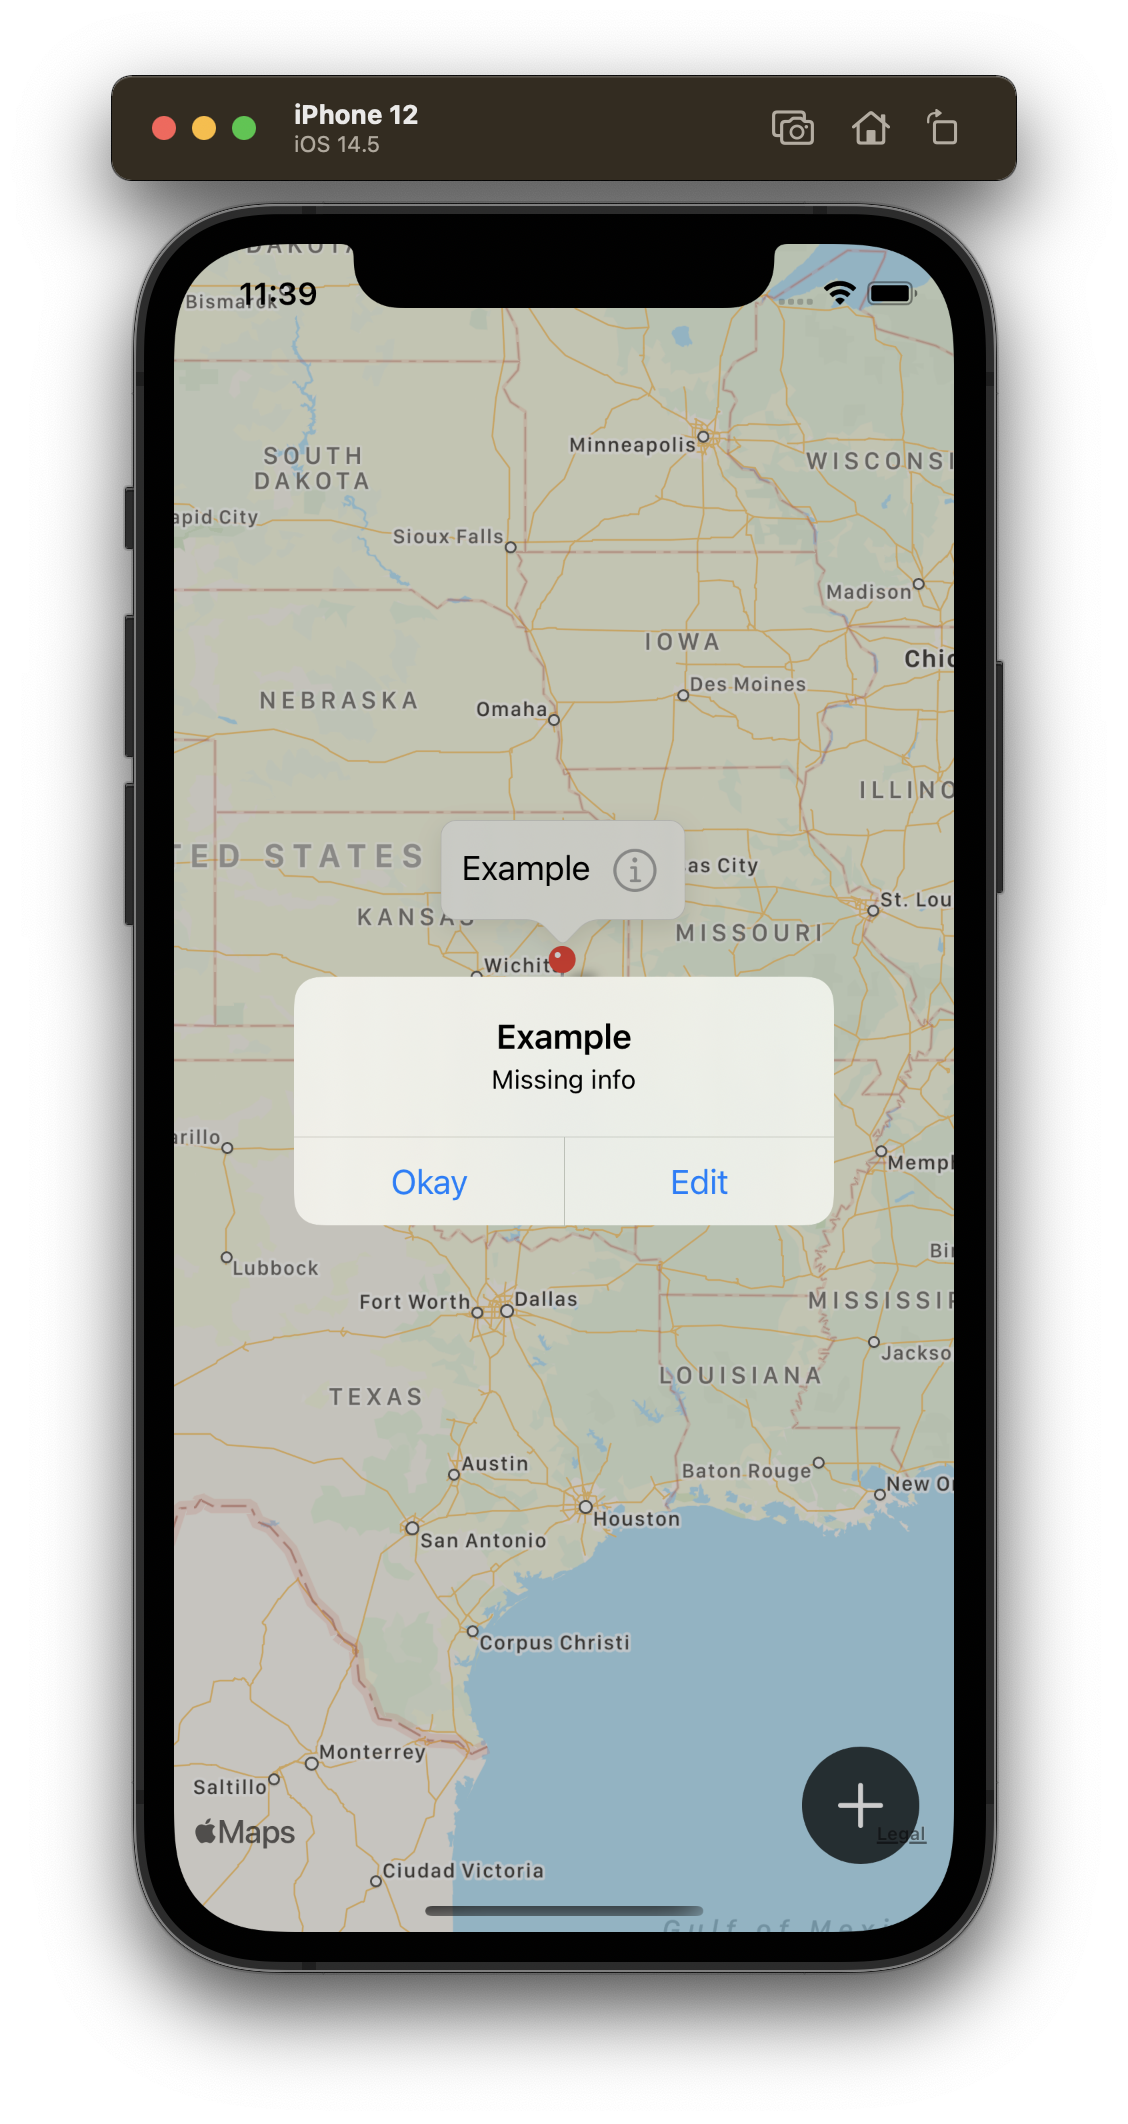 iPhone 12
iOS 14.5
DAKOTA
Bismarck
11:39
Minneapolis
WISCONSI
SOUTH
DAKOTA
apid City
Sioux Falls
Madison
IOWA
Chic
Des Moines
NEBRASKA
Omaha
ILLINO
TED STATES
Example
as City
St. Lou
KANSAS
MISSOURI
Wichit
Example
Missing info
arillo
Okay
Edit
Memp
Bi
Lubbock
Fort Worth
Dallas
MISSISSIP
Jackso
LOUISIANA
TEXAS
Austin
Baton Rouge
New O
San Antonio
Houston
Corpus Christi
Monterrey
Saltillo
Maps
Legal
Ciudad Victoria
Gulf of Mexi